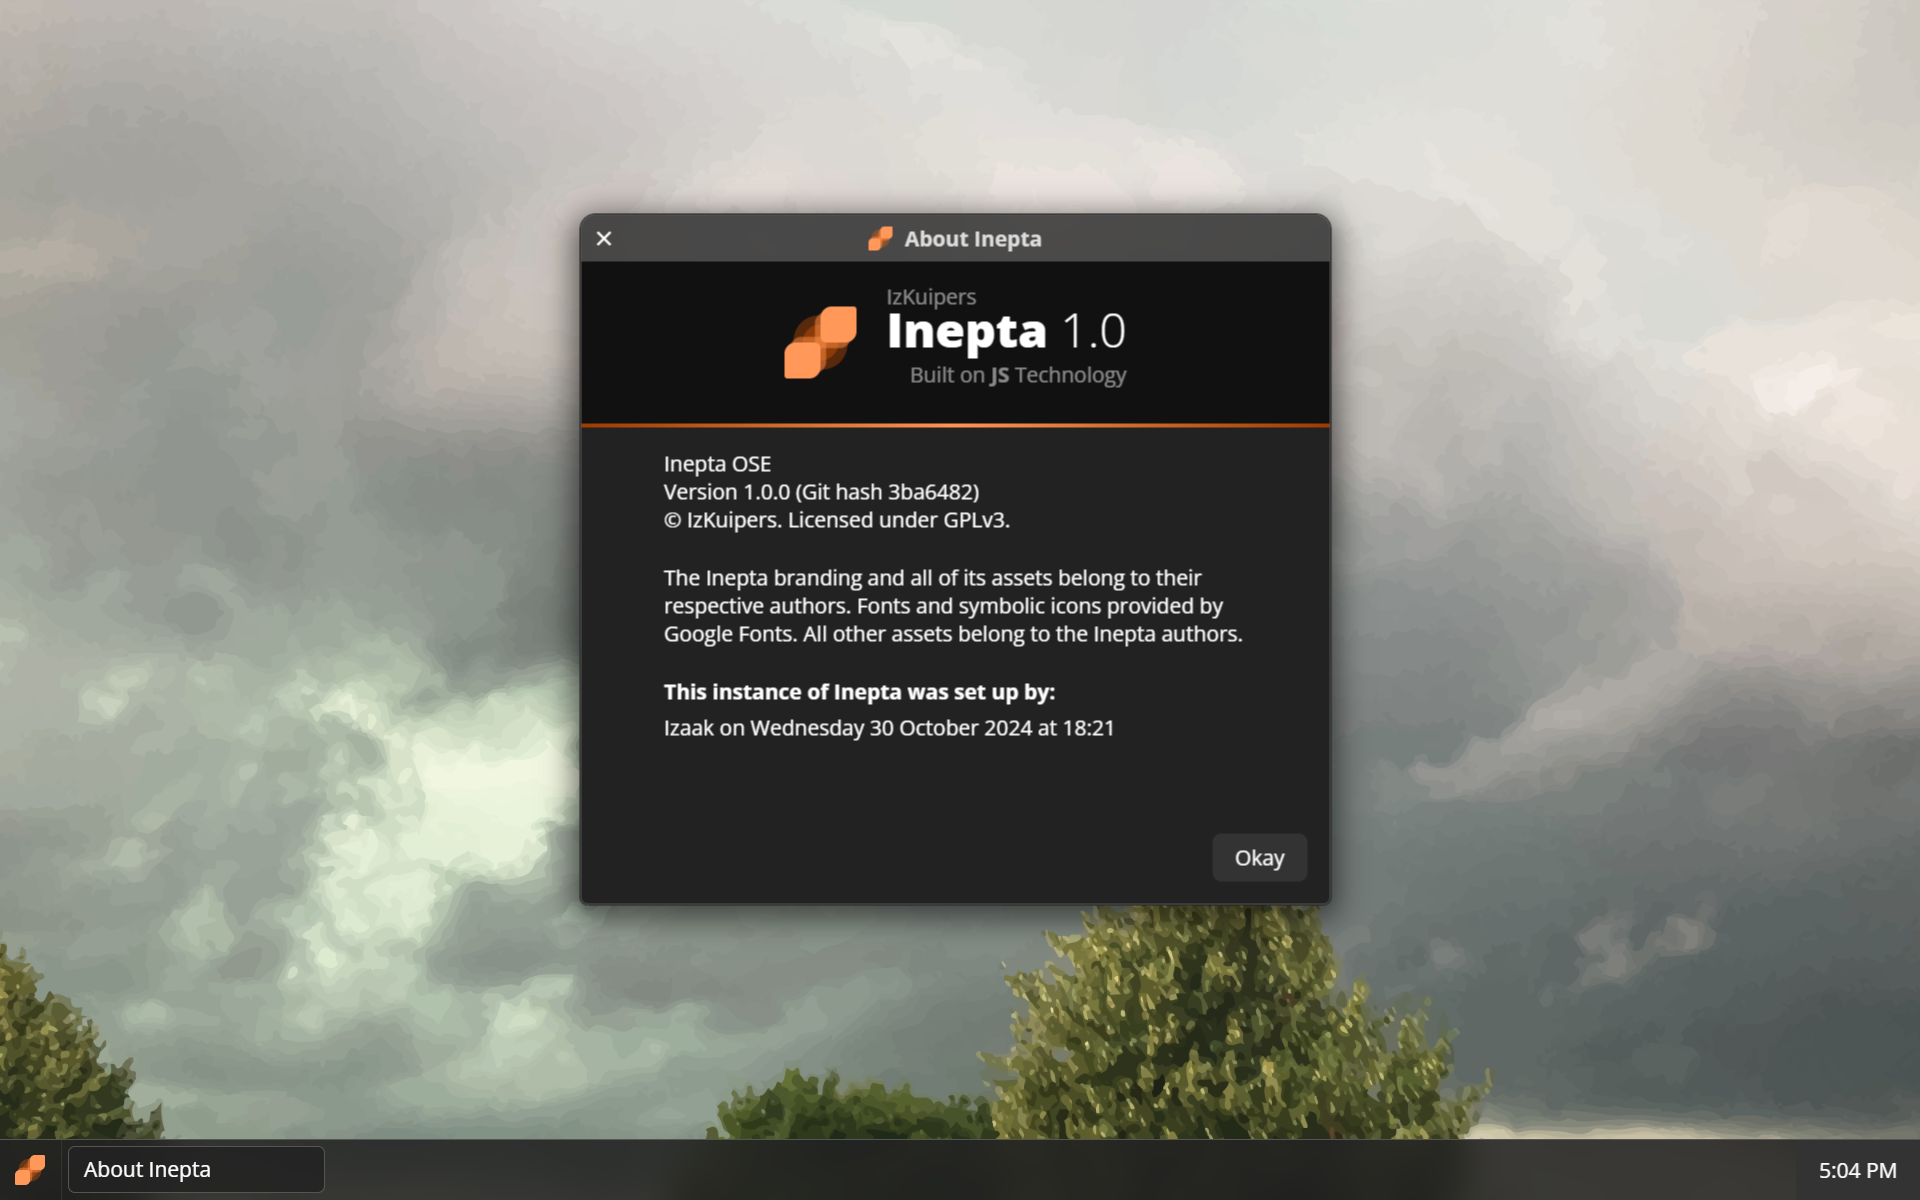 About Inepta
IzKuipers
Inepta 1.0
Built on JS Technology
Inepta OSE
Version 1.0.0 (Git hash 3ba6482)
© IzKuipers. Licensed under GPLv3.
The Inepta branding and all of its assets belong to their
respective authors. Fonts and symbolic icons provided by
Google Fonts. All other assets belong to the Inepta authors.
This instance of Inepta was set up by:
Izaak on Wednesday 30 October 2024 at 18:21
Okay
About Inepta
5:04 PM